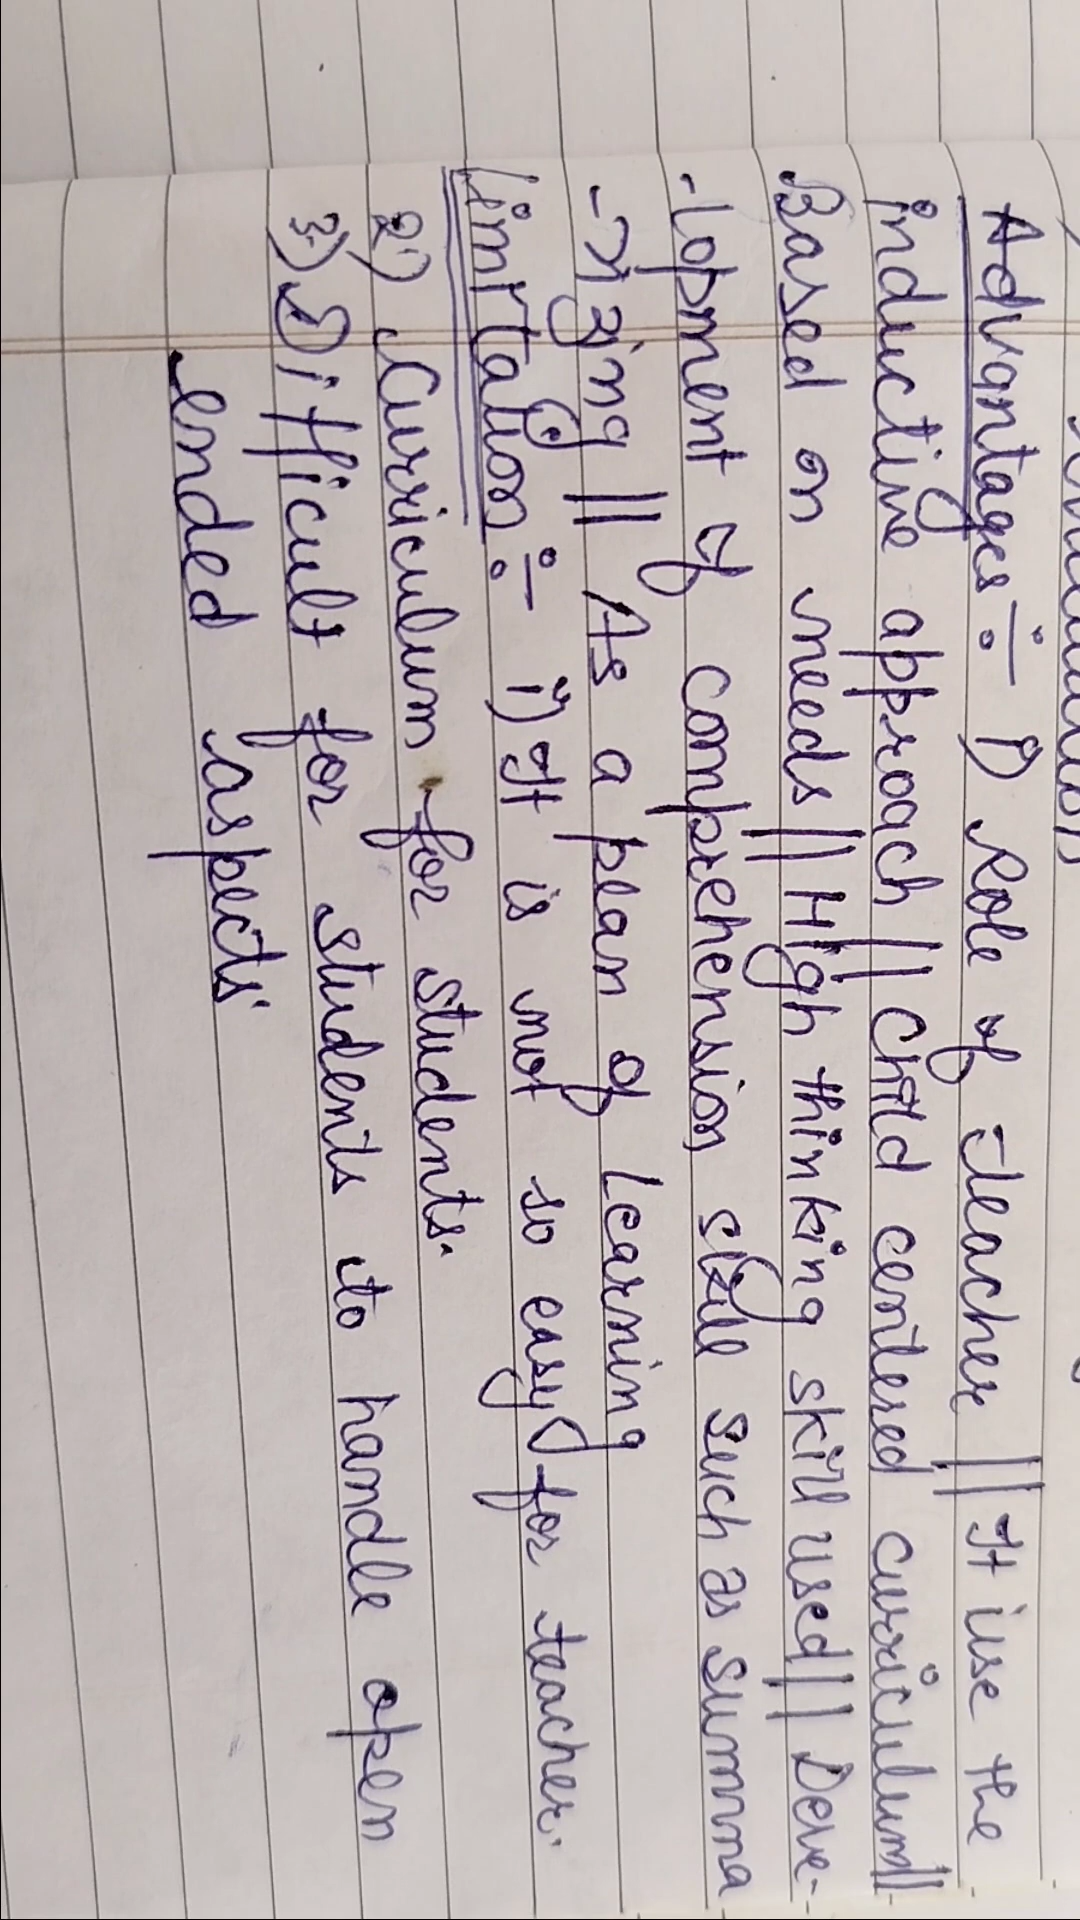 Advantages ÷ 1) Role of teacher || It use the
inductive approach || Child centered curriculum ||
Based on needs || High thinking skill used || Deve-
-lopment of comprehension skill such as summa
-rizing || As a plan of learning
Limitation ÷ 1) It is not so easy for teacher.
2) Curriculum for students.
3) Difficult for students to handle open
ended aspects.